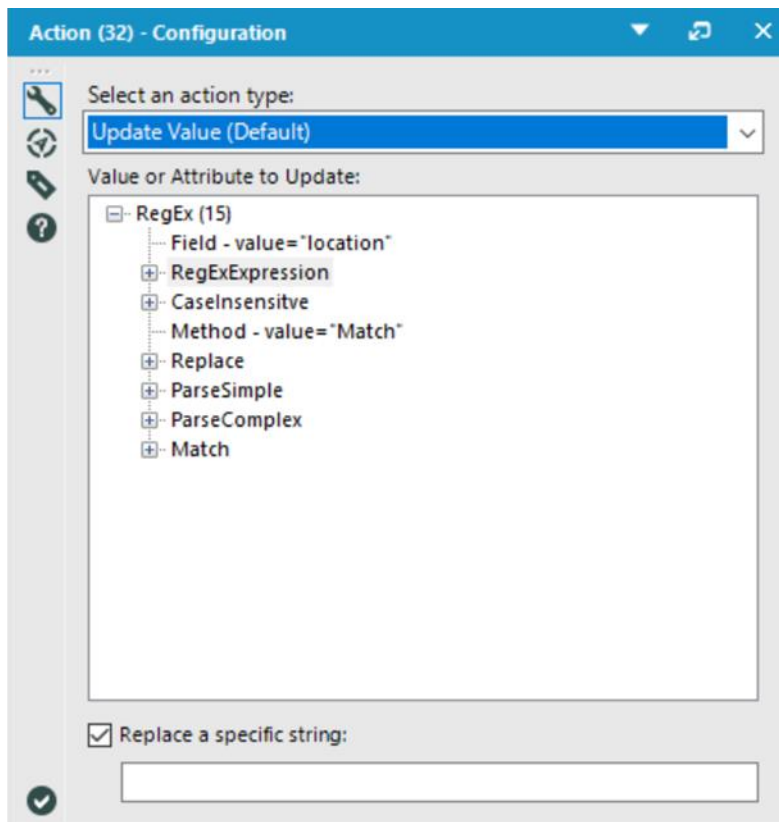 Action (32) - Configuration
Select an action type:
Update Value (Default)
Value or Attribute to Update:
RegEx (15)
Field - value="location"
RegExExpression
CaseInsensitve
Method - value="Match"
Replace
ParseSimple
ParseComplex
Match
Replace a specific string: